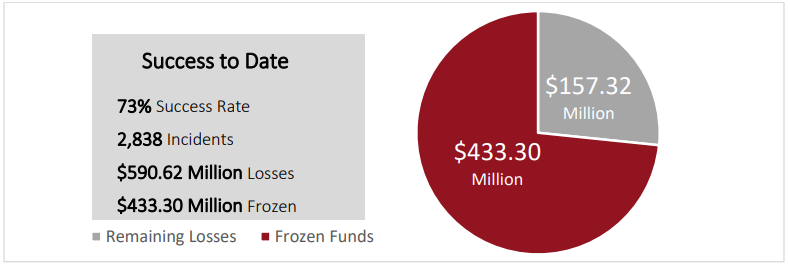 Success to Date
73% Success Rate
2,838 Incidents
$590.62 Million Losses
$433.30 Million Frozen
Remaining Losses
Frozen Funds
$157.32
Million
$433.30
Million